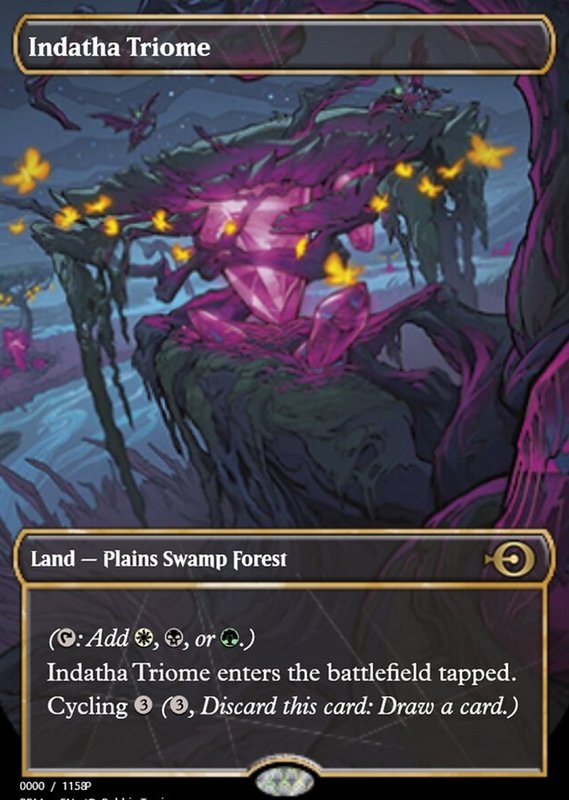 Indatha Triome
Land — Plains Swamp Forest
(: Add , , or .)
Indatha Triome enters the battlefield tapped.
Cycling 3 (3, Discard this card: Draw a card.)
0000 / 1158P